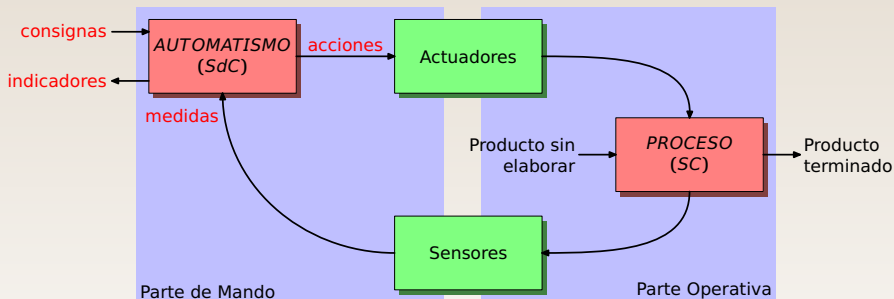 consignas
indicadores
AUTOMATISMO
(SdC)
acciones
medidas
Actuadores
Producto sin
elaborar
PROCESO
(SC)
Producto
terminado
Sensores
Parte de Mando
Parte Operativa